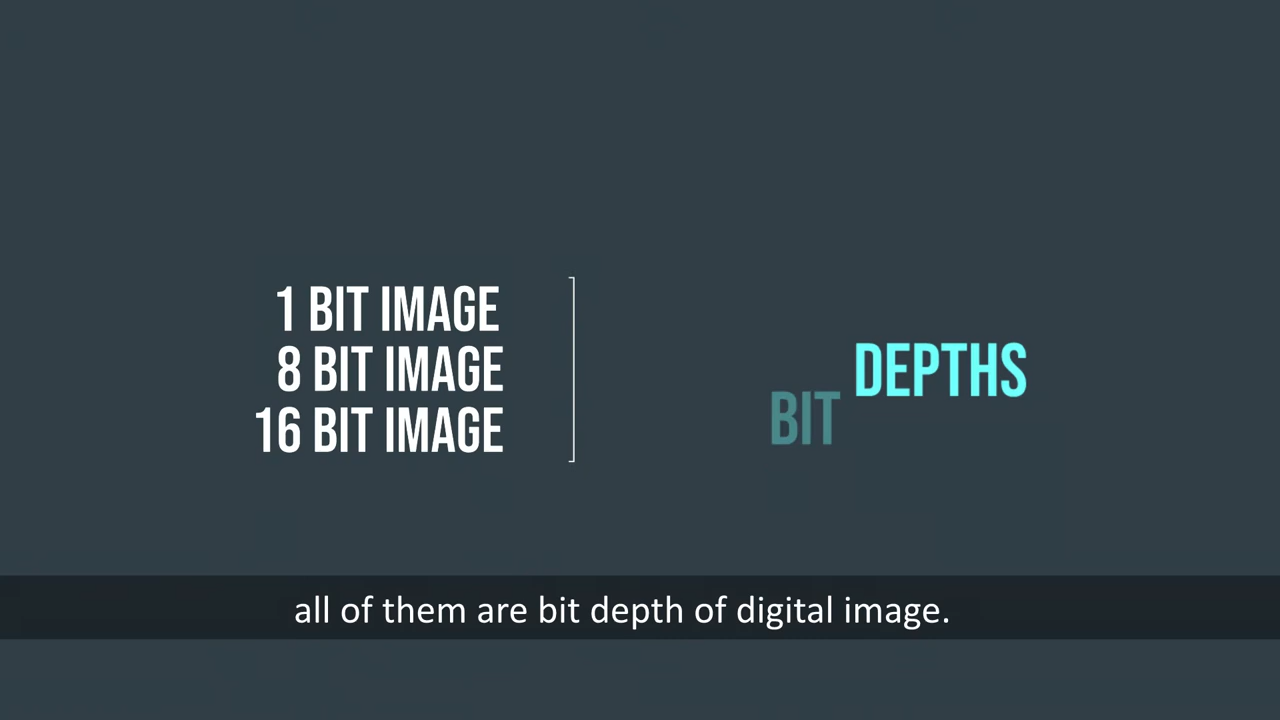 1 BIT IMAGE
8 BIT IMAGE
16 BIT IMAGE
BIT DEPTHS
all of them are bit depth of digital image.